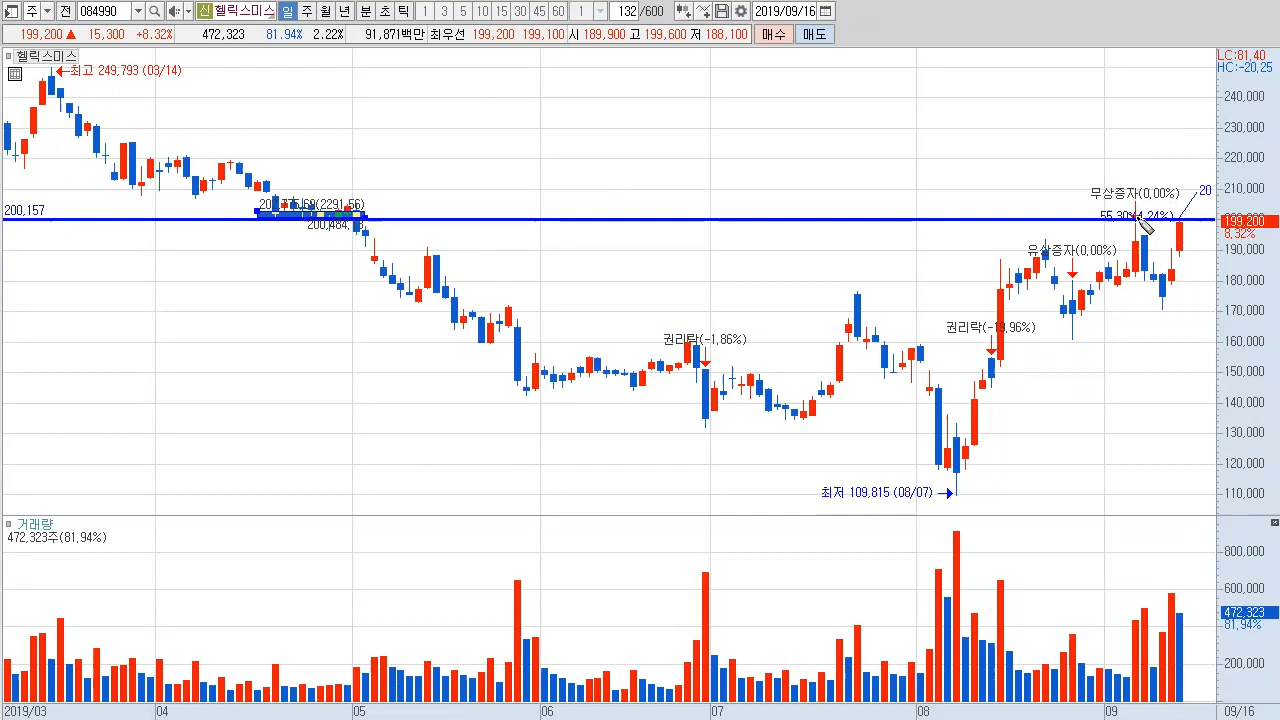 주 전 084990 신 헬릭스미스 일 주 월 년 분 초 틱 1 3 5 10 15 30 45 60 1 132 /600 2019/09/16
199,200 ▲ 15,300 +8.32% 472,323 81.94% 2.22% 91,871백만 최우선 199,200 199,100 시 189,900 고 199,600 저 188,100 매수 매도
헬릭스미스
LC:81.40
HC:-20.25
최고 249,793 (03/14)
240,000
230,000
220,000
210,000
무상증자(0.00%)
20
200,157
199,200
8.32%
유상증자(0.00%)
190,000
180,000
170,000
권리락(-19.96%)
권리락(-1.86%)
160,000
150,000
140,000
130,000
120,000
최저 109,815 (08/07)
110,000
거래량
472,323주(81.94%)
800,000
600,000
472,323
81.94%
200,000
2019/03 04 05 06 07 08 09 09/16